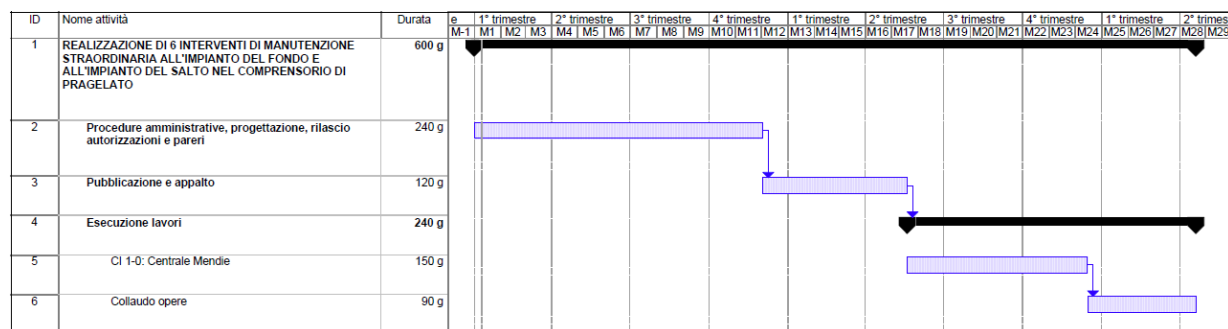 ID Nome attività Durata e 1° trimestre 2° trimestre 3° trimestre 4° trimestre 1° trimestre 2° trimestre 3° trimestre 4° trimestre 1° trimestre 2° trimes
M-1 M1 M2 M3 M4 M5 M6 M7 M8 M9 M10 M11 M12 M13 M14 M15 M16 M17 M18 M19 M20 M21 M22 M23 M24 M25 M26 M27 M28 M29
1 REALIZZAZIONE DI 6 INTERVENTI DI MANUTENZIONE 600 g
STRAORDINARIA ALL'IMPIANTO DEL FONDO E
ALL'IMPIANTO DEL SALTO NEL COMPRENSORIO DI
PRAGELATO
2 Procedure amministrative, progettazione, rilascio 240 g
autorizzazioni e pareri
3 Pubblicazione e appalto 120 g
4 Esecuzione lavori 240 g
5 CI 1-0: Centrale Mendie 150 g
6 Collaudo opere 90 g